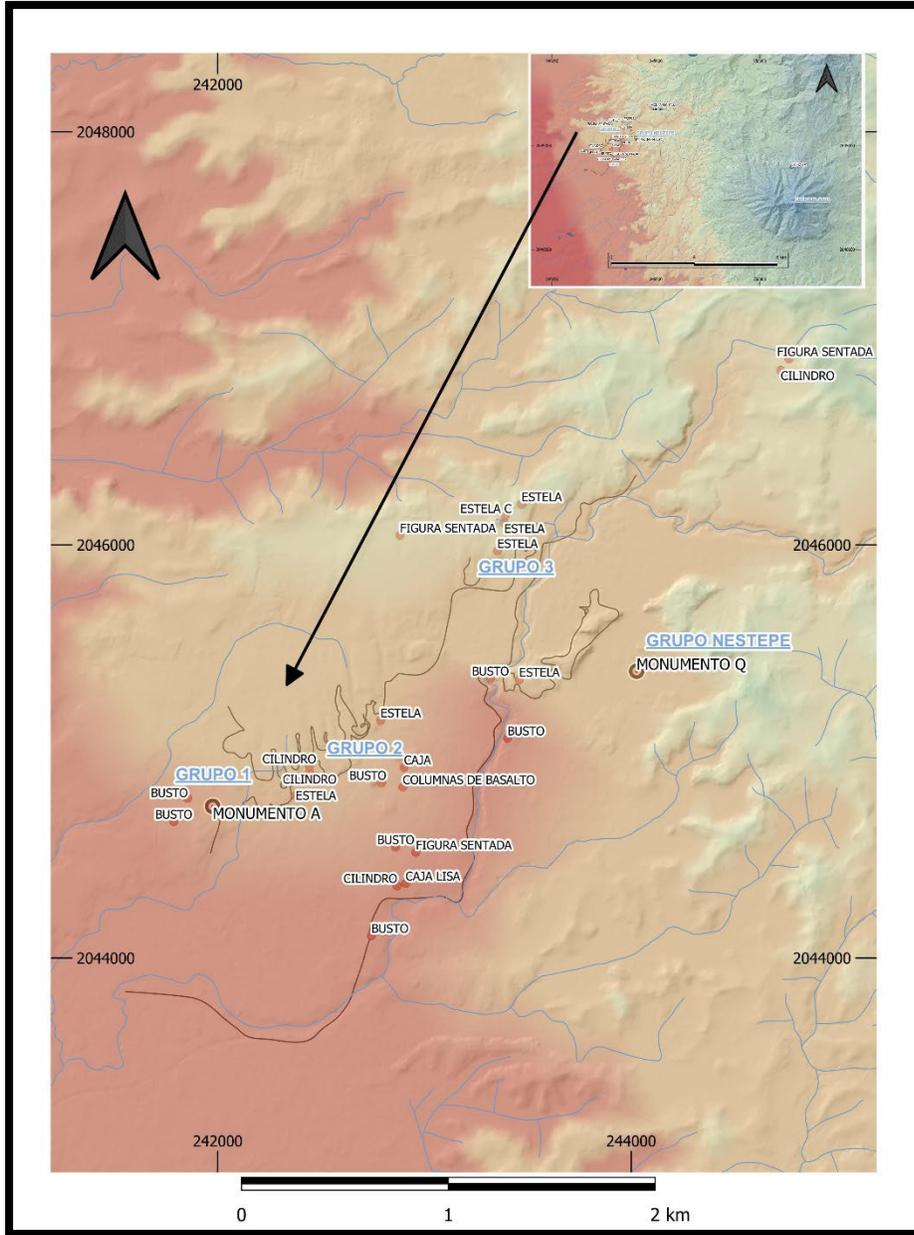 242000
2048000
FIGURA SENTADA
CILINDRO
ESTELA
ESTELA C
FIGURA SENTADA
ESTELA
ESTELA
2046000
2046000
GRUPO 3
GRUPO NESTEPE
MONUMENTO Q
BUSTO
ESTELA
ESTELA
BUSTO
GRUPO 2
CILINDRO
CAJA
GRUPO 1
CILINDRO
BUSTO
COLUMNAS DE BASALTO
BUSTO
ESTELA
MONUMENTO A
BUSTO
BUSTO
FIGURA SENTADA
CILINDRO
CAJA LISA
BUSTO
2044000
2044000
242000
244000
0
1
2 km